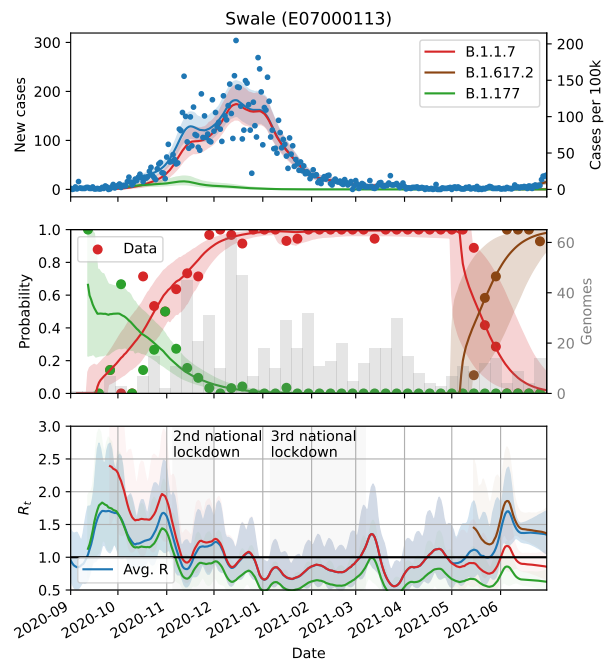 Swale (E07000113)
300
200
100
0
New cases
200
150
100
50
0
Cases per 100k
B.1.1.7
B.1.617.2
B.1.177
1.0
0.8
0.6
0.4
0.2
0.0
Probability
Data
60
40
20
0
Genomes
3.0
2.5
2.0
1.5
1.0
0.5
Rt
2nd national
lockdown
3rd national
lockdown
Avg. R
2020-09
2020-10
2020-11
2020-12
2021-01
2021-02
2021-03
2021-04
2021-05
2021-06
Date